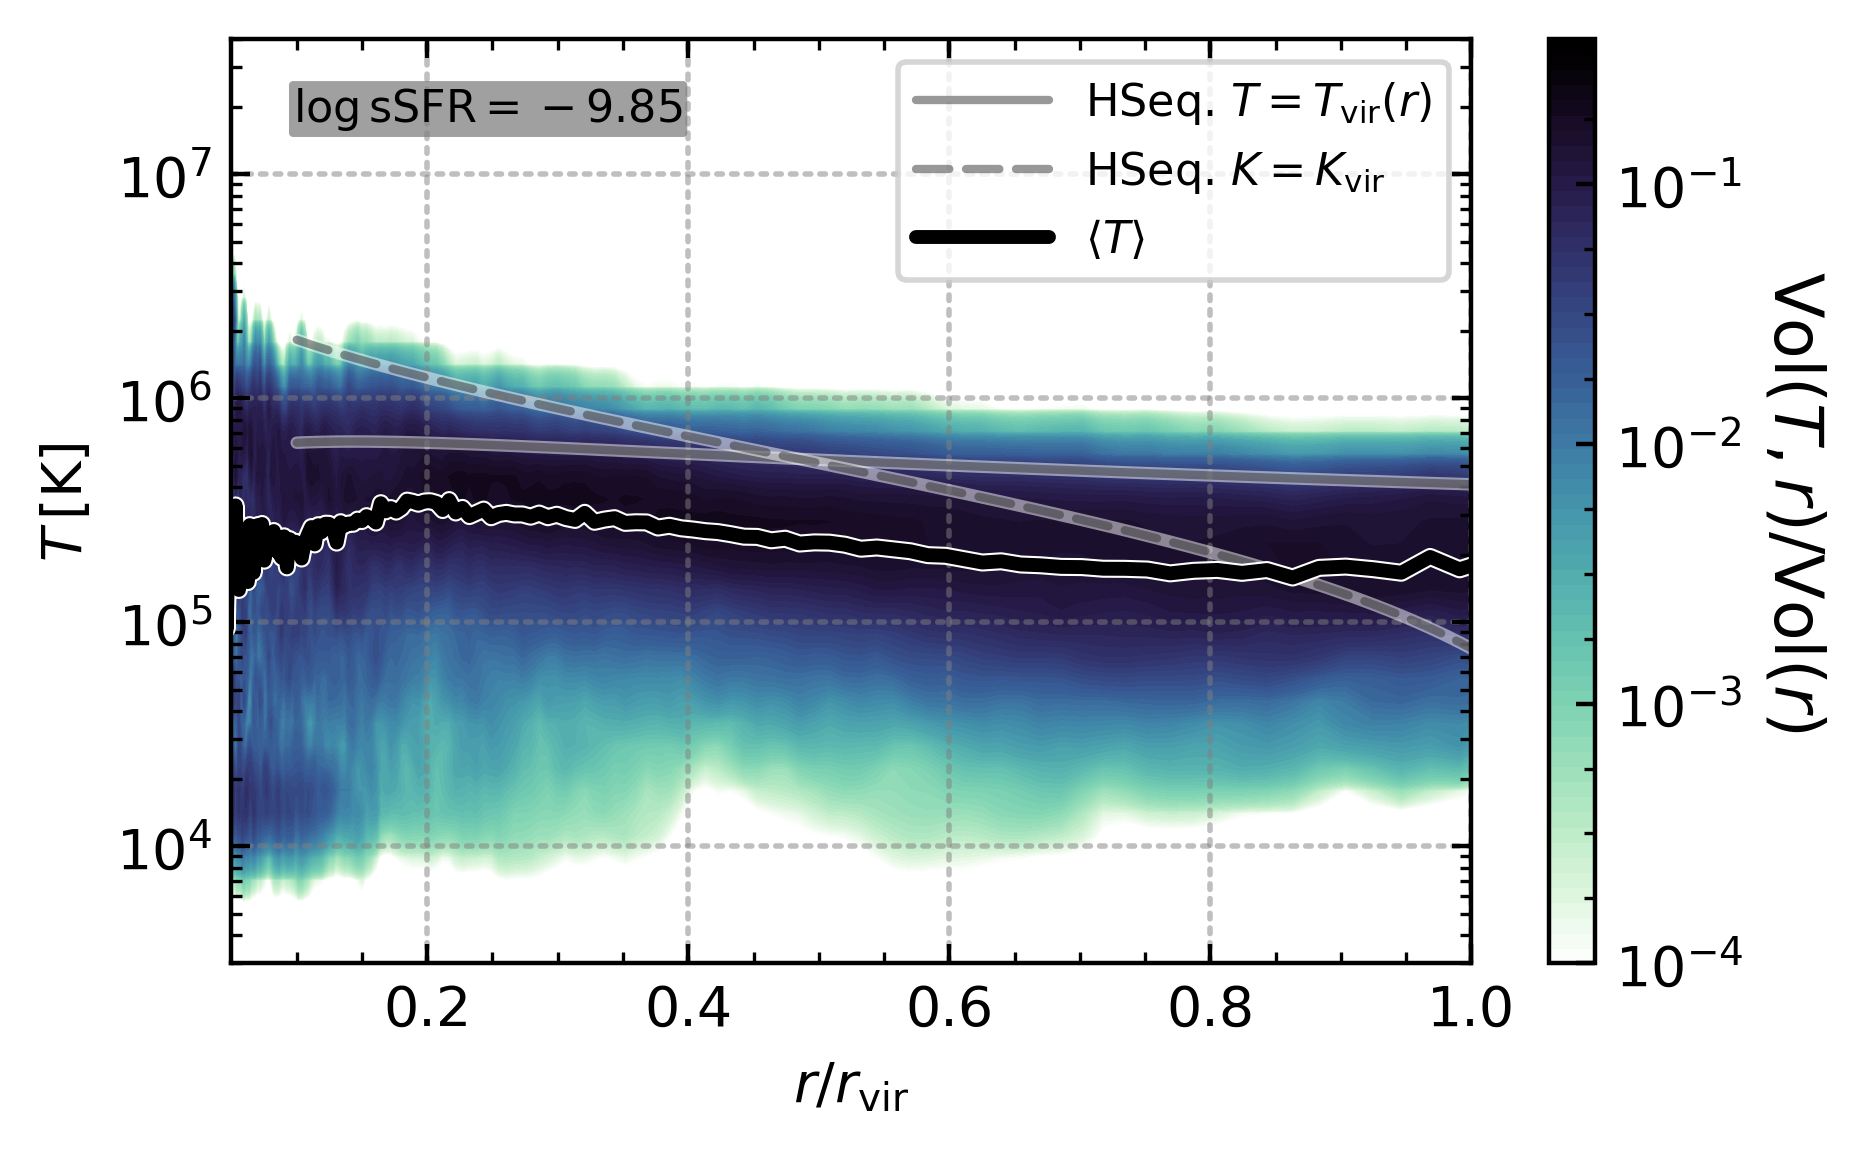 log sSFR = −9.85
HSeq. T = T_vir(r)
HSeq. K = K_vir
⟨T⟩
10^7
10^6
10^5
10^4
T [K]
0.2 0.4 0.6 0.8 1.0
r/r_vir
10^−1
10^−2
10^−3
10^−4
Vol(T, r)/Vol(r)